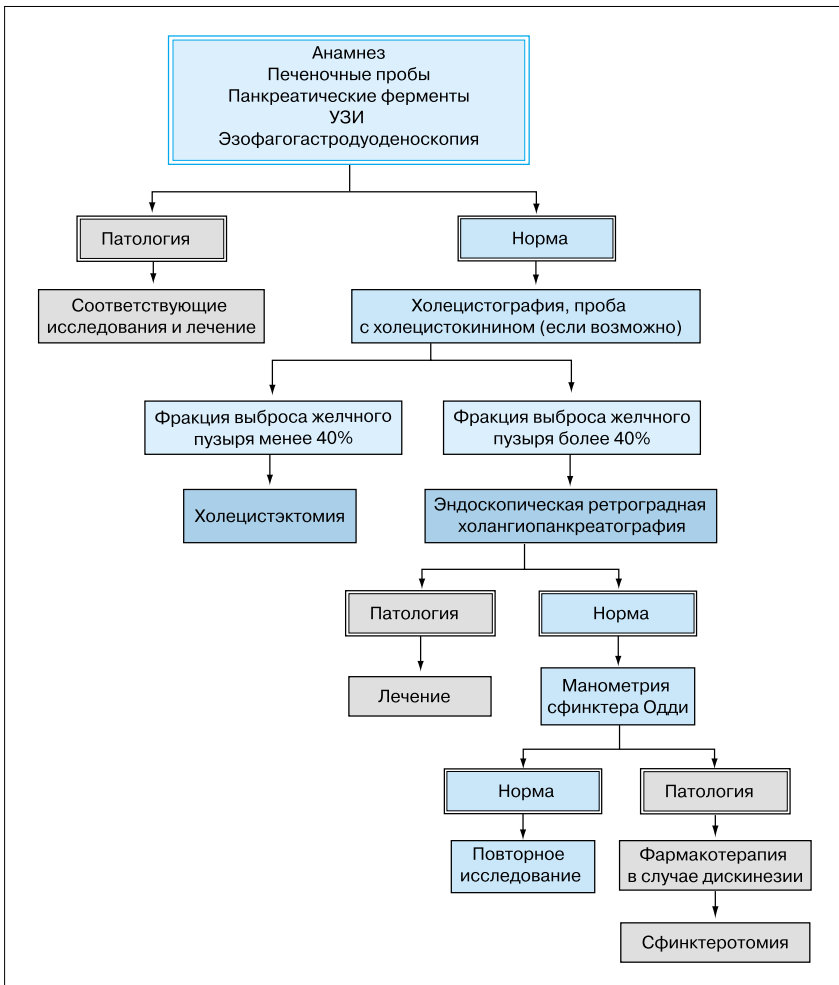 Анамнез
Печеночные пробы
Панкреатические ферменты
УЗИ
Эзофагогастродуоденоскопия
Патология
Норма
Соответствующие
исследования и лечение
Холецистография, проба
с холецистокинином (если возможно)
Фракция выброса желчного
пузыря менее 40%
Фракция выброса желчного
пузыря более 40%
Холецистэктомия
Эндоскопическая ретроградная
холангиопанкреатография
Патология
Норма
Лечение
Манометрия
сфинктера Одди
Норма
Патология
Повторное
исследование
Фармакотерапия
в случае дискинезии
Сфинктеротомия